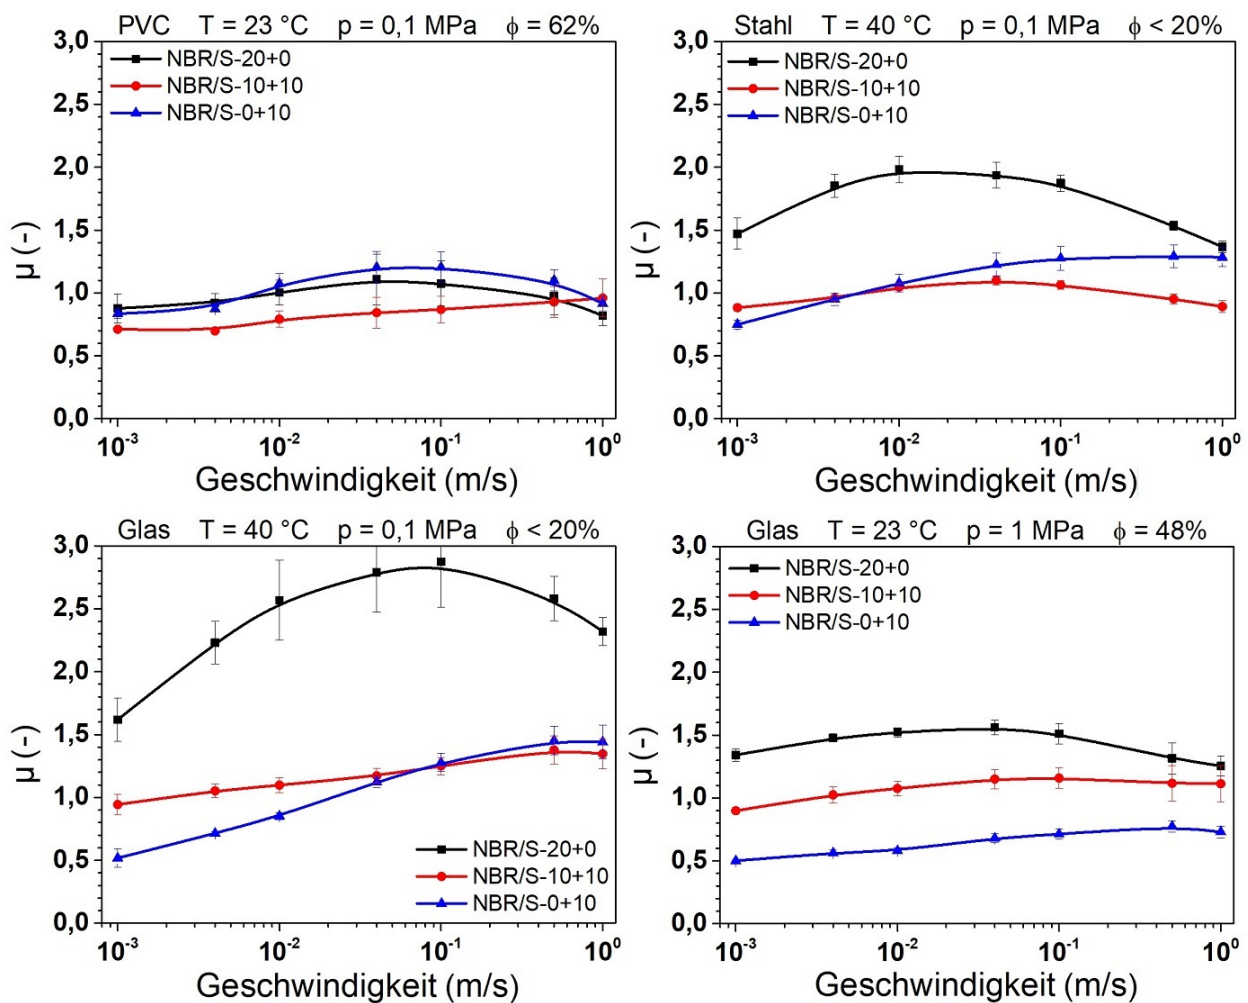 PVC T = 23 °C p = 0,1 MPa ϕ = 62%
3,0
2,5
2,0
1,5
1,0
0,5
0,0
µ (-)
NBR/S-20+0
NBR/S-10+10
NBR/S-0+10
10⁻³ 10⁻² 10⁻¹ 10⁰
Geschwindigkeit (m/s)
Stahl T = 40 °C p = 0,1 MPa ϕ < 20%
3,0
2,5
2,0
1,5
1,0
0,5
0,0
µ (-)
NBR/S-20+0
NBR/S-10+10
NBR/S-0+10
10⁻³ 10⁻² 10⁻¹ 10⁰
Geschwindigkeit (m/s)
Glas T = 40 °C p = 0,1 MPa ϕ < 20%
3,0
2,5
2,0
1,5
1,0
0,5
0,0
µ (-)
NBR/S-20+0
NBR/S-10+10
NBR/S-0+10
10⁻³ 10⁻² 10⁻¹ 10⁰
Geschwindigkeit (m/s)
Glas T = 23 °C p = 1 MPa ϕ = 48%
3,0
2,5
2,0
1,5
1,0
0,5
0,0
µ (-)
NBR/S-20+0
NBR/S-10+10
NBR/S-0+10
10⁻³ 10⁻² 10⁻¹ 10⁰
Geschwindigkeit (m/s)